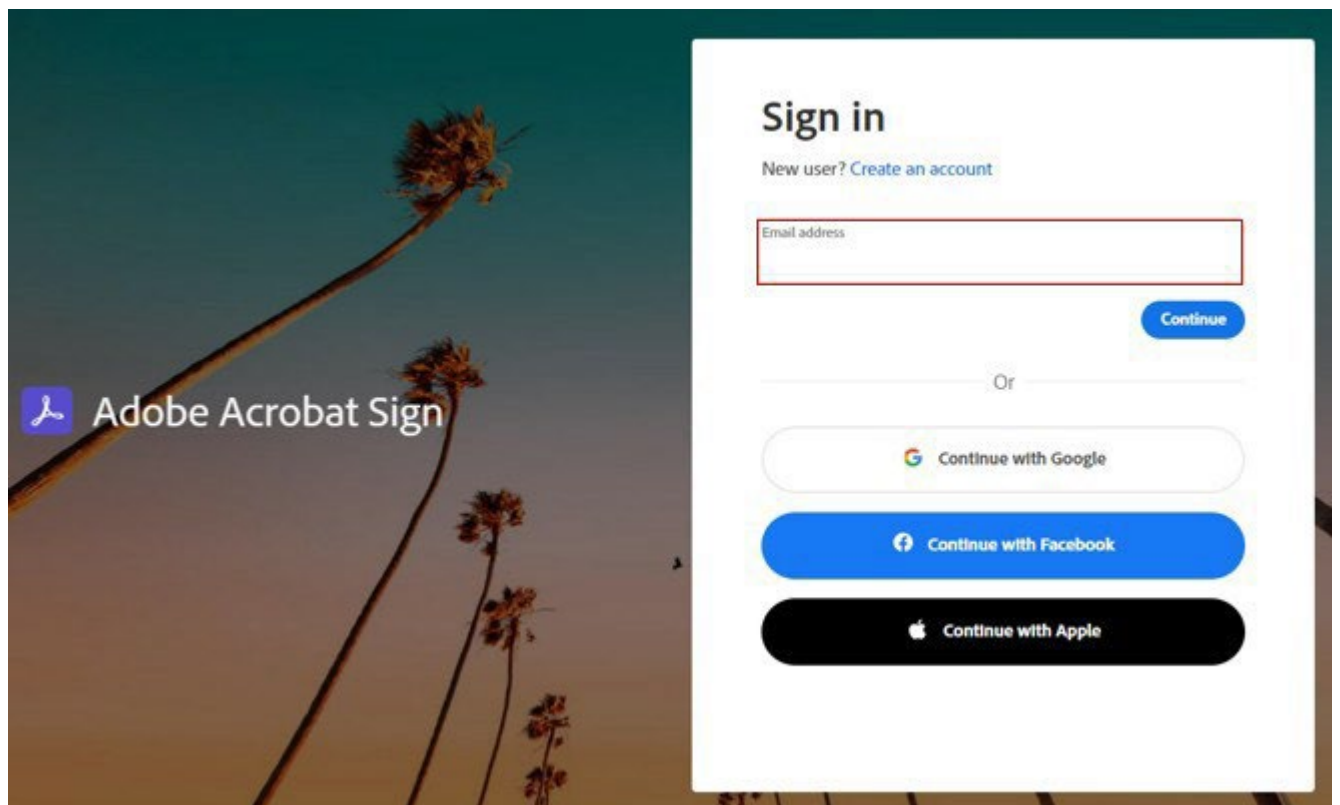 Adobe Acrobat Sign
Sign in
New user? Create an account
Email address
Continue
Or
Continue with Google
Continue with Facebook
Continue with Apple